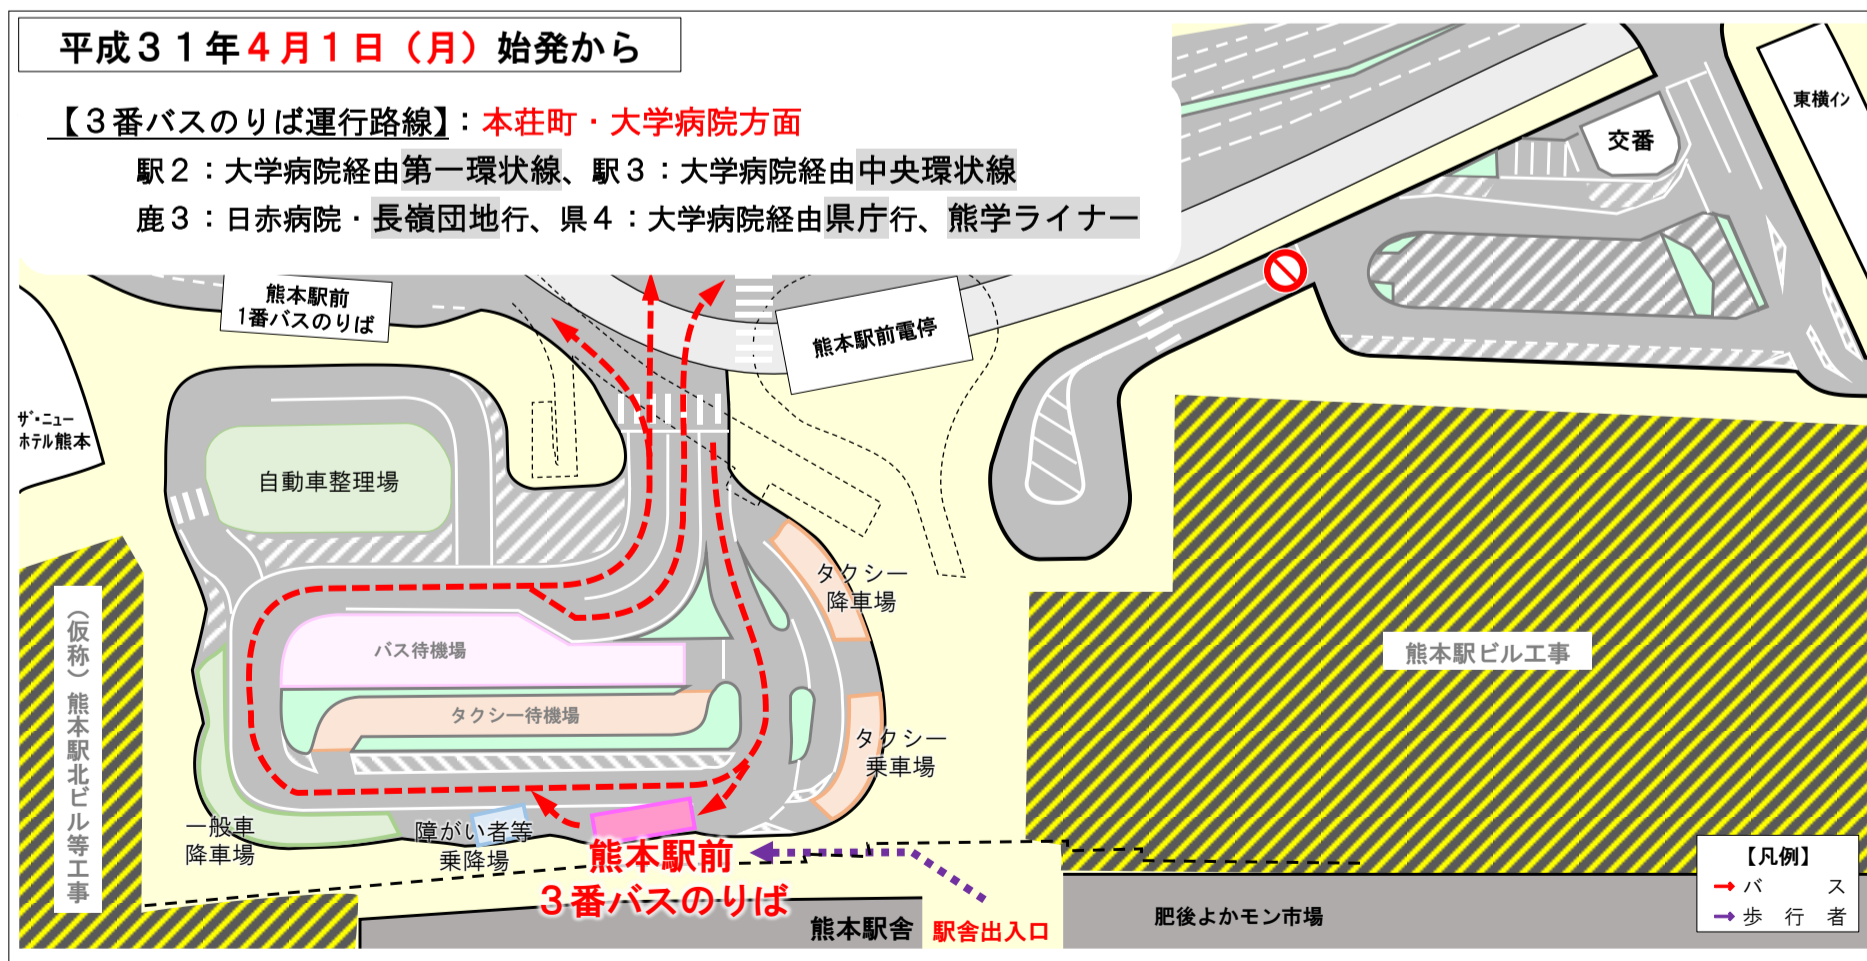 平成３１年４月１日（月）始発から
【３番バスのりば運行路線】：本荘町・大学病院方面
駅２：大学病院経由第一環状線、駅３：大学病院経由中央環状線
鹿３：日赤病院・長嶺団地行、県４：大学病院経由県庁行、熊学ライナー
東横イン
交番
熊本駅前
1番バスのりば
熊本駅前電停
ザ・ニュー
ホテル熊本
自動車整理場
タクシー
降車場
（仮称）熊本駅北ビル等工事
バス待機場
熊本駅ビル工事
タクシー待機場
タクシー
乗車場
一般車
降車場
障がい者等
乗降場
熊本駅前
３番バスのりば
【凡例】
バス
歩行者
熊本駅舎
駅舎出入口
肥後よかモン市場